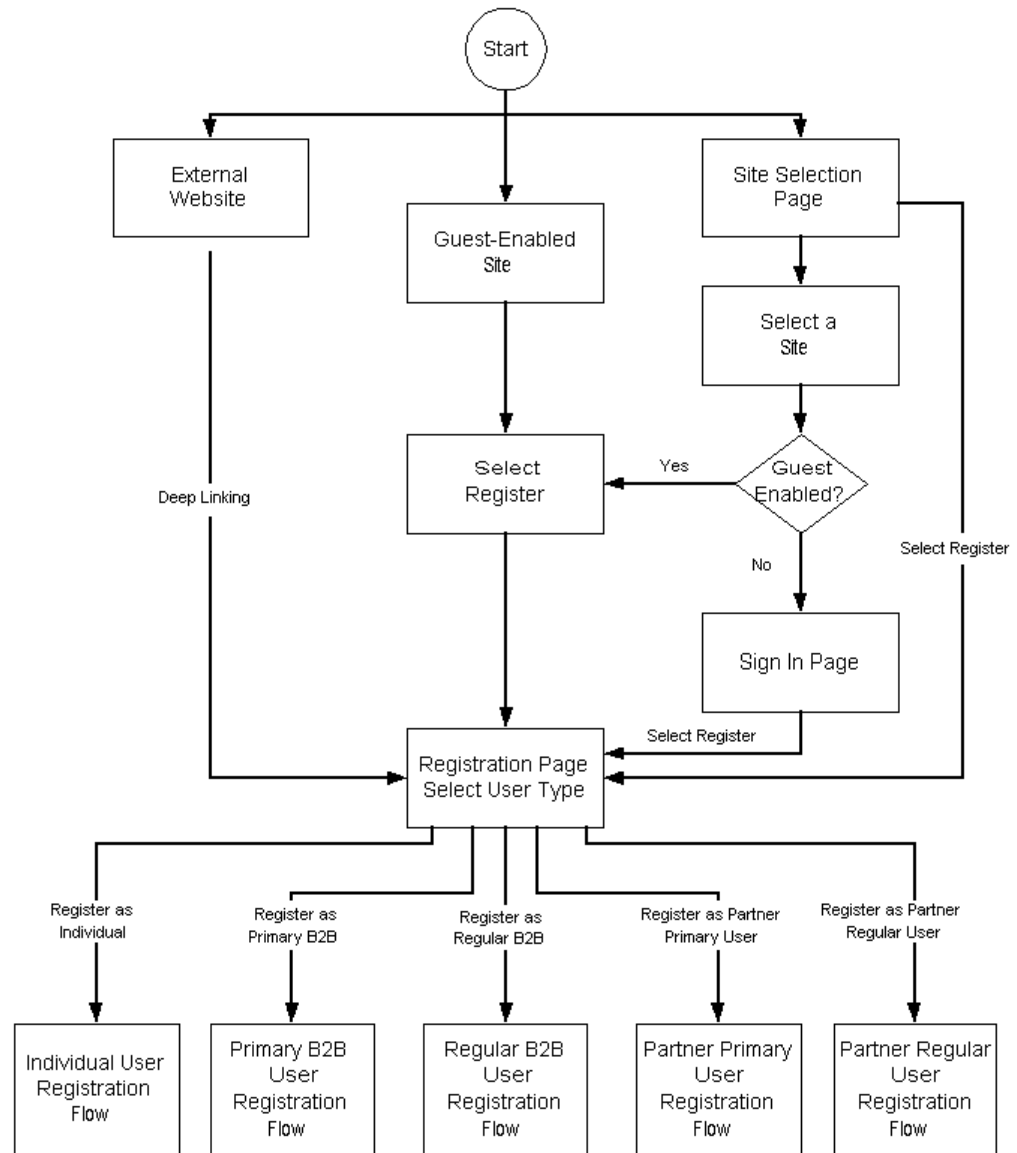 Start
External
Website
Site Selection
Page
Guest-Enabled
Site
Select a
Site
Select
Register
Yes
Guest
Enabled?
Deep Linking
Select Register
No
Sign In Page
Select Register
Registration Page
Select User Type
Register as
Individual
Register as
Primary B2B
Register as
Regular B2B
Register as Partner
Primary User
Register as Partner
Regular User
Individual User
Registration
Flow
Primary B2B
User
Registration
Flow
Regular B2B
User
Registration
Flow
Partner Primary
User
Registration
Flow
Partner Regular
User
Registration
Flow